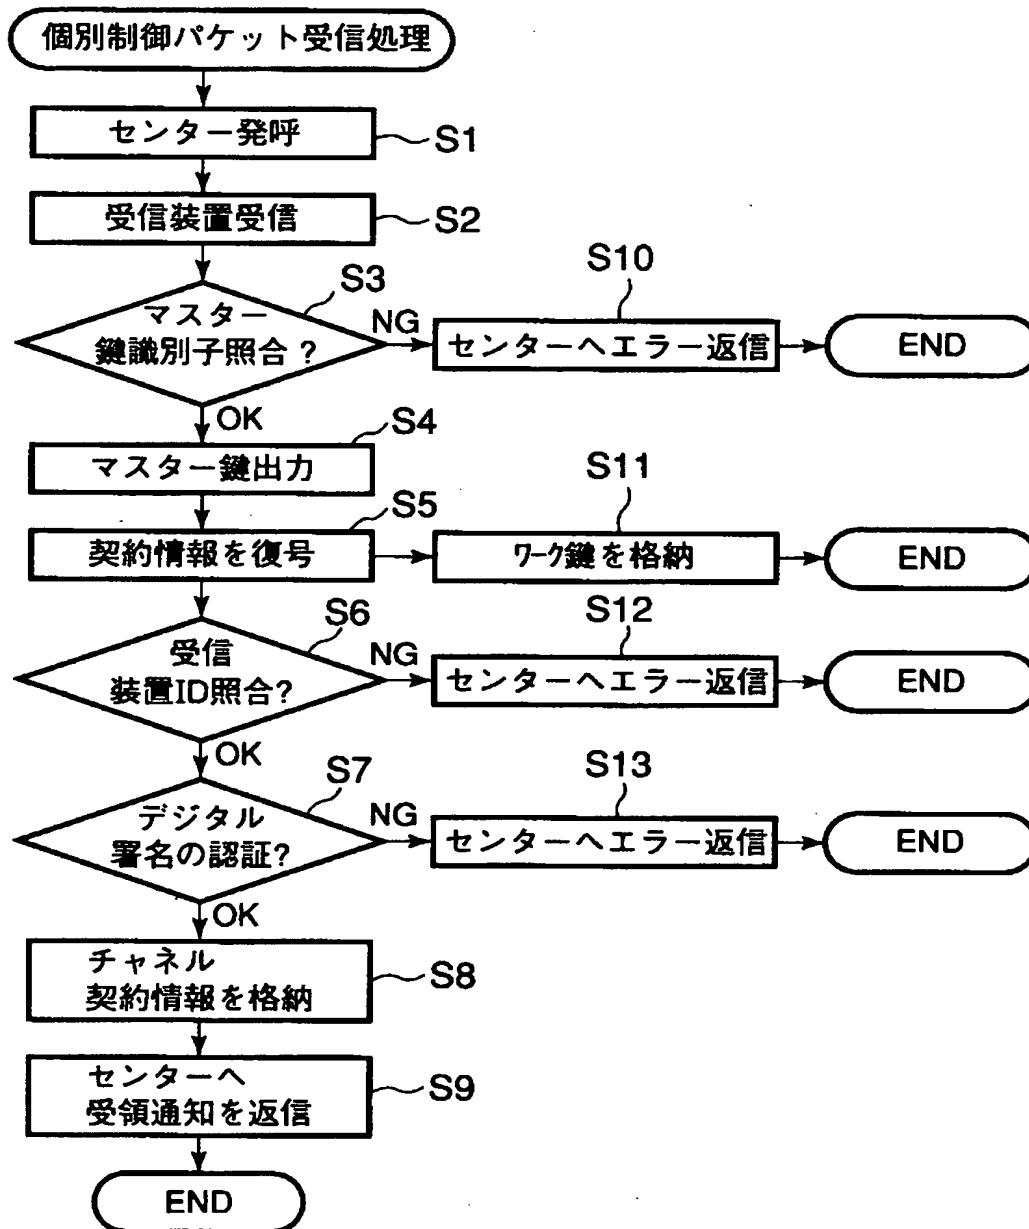 個別制御パケット受信処理
センター発呼
S1
受信装置受信
S2
S3
マスター
鍵識別子照合?
NG
S10
センターへエラー返信
END
OK
S4
マスター鍵出力
S5
契約情報を復号
S11
ワーク鍵を格納
END
S6
受信
装置ID照合?
NG
S12
センターへエラー返信
END
OK
S7
デジタル
署名の認証?
NG
S13
センターへエラー返信
END
OK
チャネル
契約情報を格納
S8
センターへ
受領通知を返信
S9
END